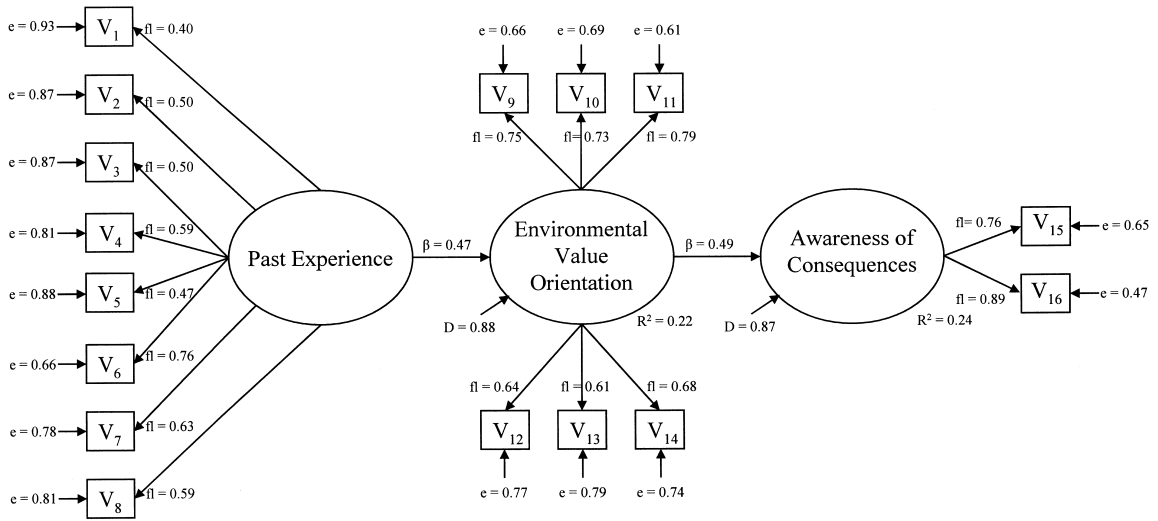 e = 0.93 V1 fl = 0.40
e = 0.87 V2 fl = 0.50
e = 0.87 V3 fl = 0.50
e = 0.81 V4 fl = 0.59
e = 0.88 V5 fl = 0.47
e = 0.66 V6 fl = 0.76
e = 0.78 V7 fl = 0.63
e = 0.81 V8 fl = 0.59
Past Experience
β = 0.47
e = 0.66 e = 0.69 e = 0.61
V9 V10 V11
fl = 0.75 fl = 0.73 fl = 0.79
Environmental
Value
Orientation
D = 0.88
R² = 0.22
fl = 0.64 fl = 0.61 fl = 0.68
V12 V13 V14
e = 0.77 e = 0.79 e = 0.74
β = 0.49
Awareness of
Consequences
D = 0.87
R² = 0.24
fl= 0.76 V15 e = 0.65
fl = 0.89 V16 e = 0.47